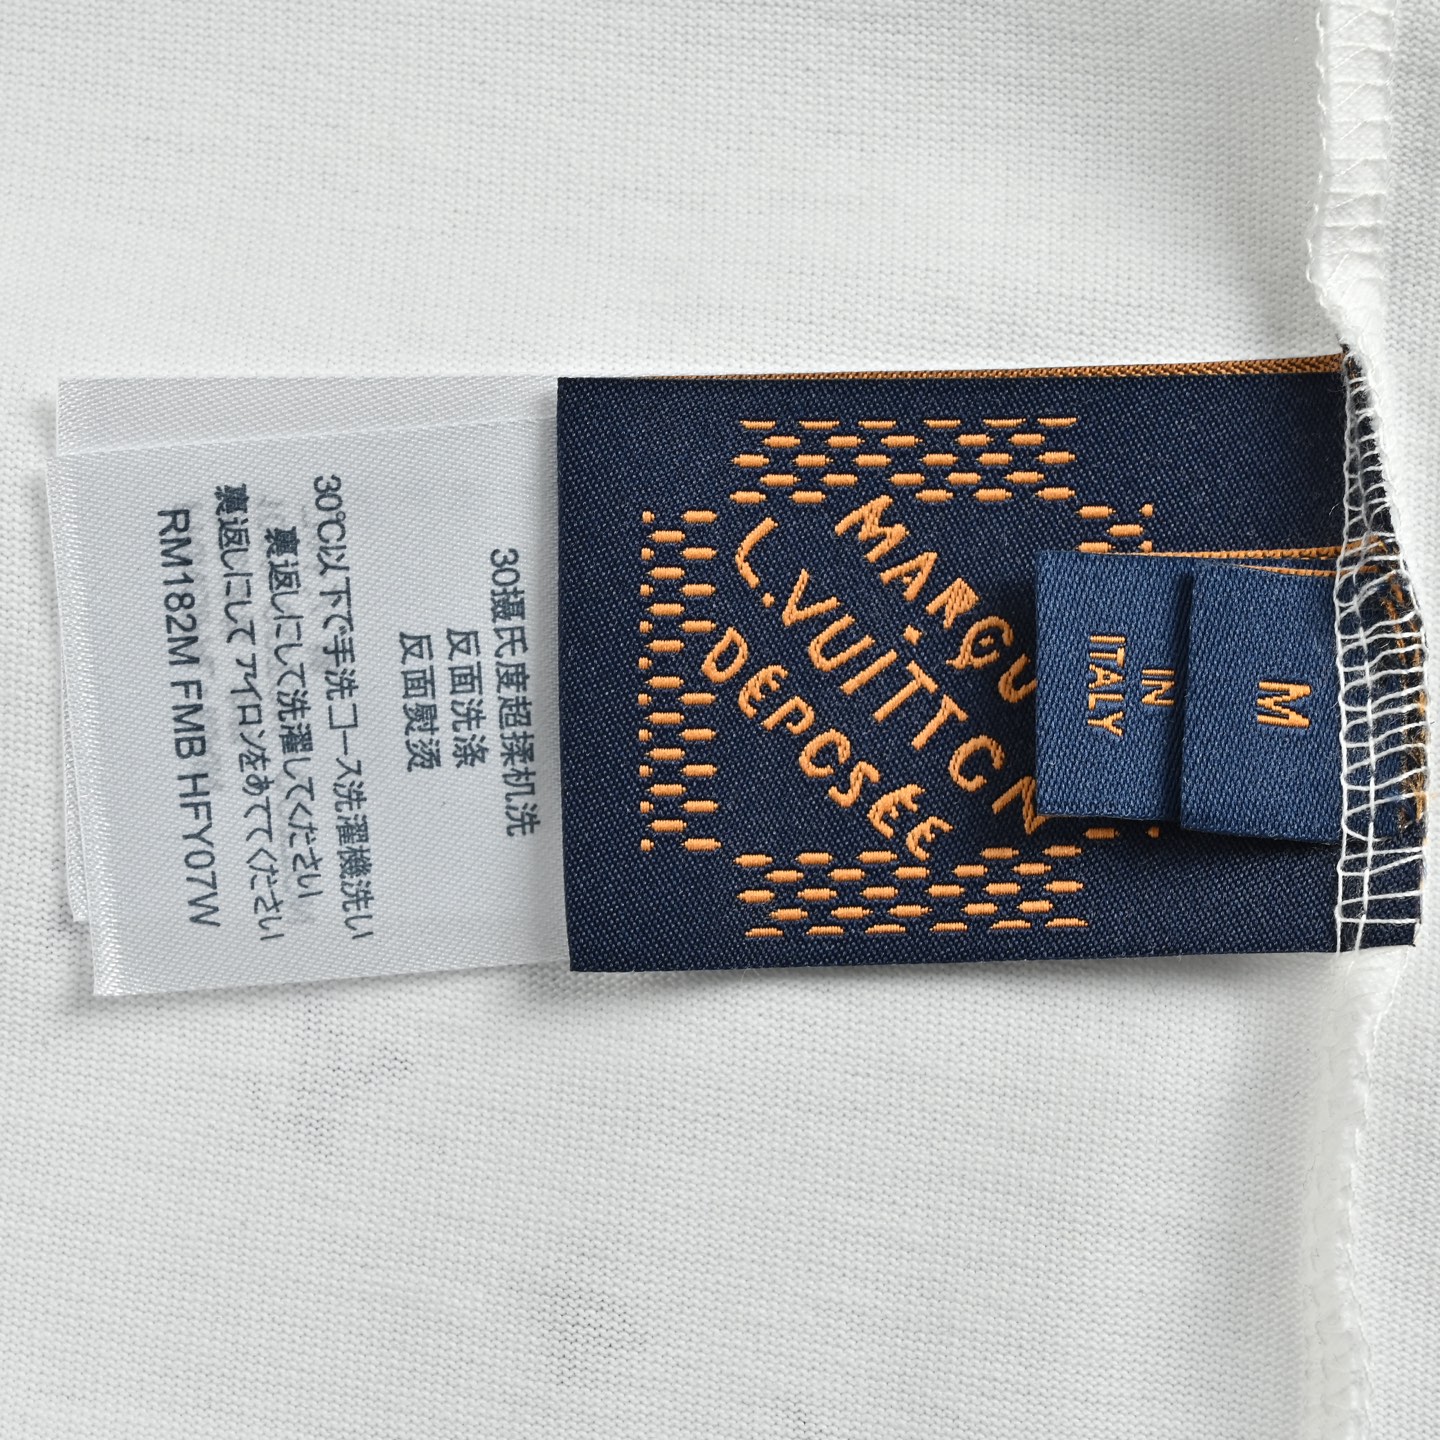 M
IN
ITALY
MARQU
L.VUITTON
DEPOSÉE
30摄氏度超揉机洗
反面洗涤
反面熨烫
30℃以下で手洗コース洗濯機洗い
裏返しにして洗濯してください
裏返しにしてアイロンをあててください
RM182M FMB HFY07W